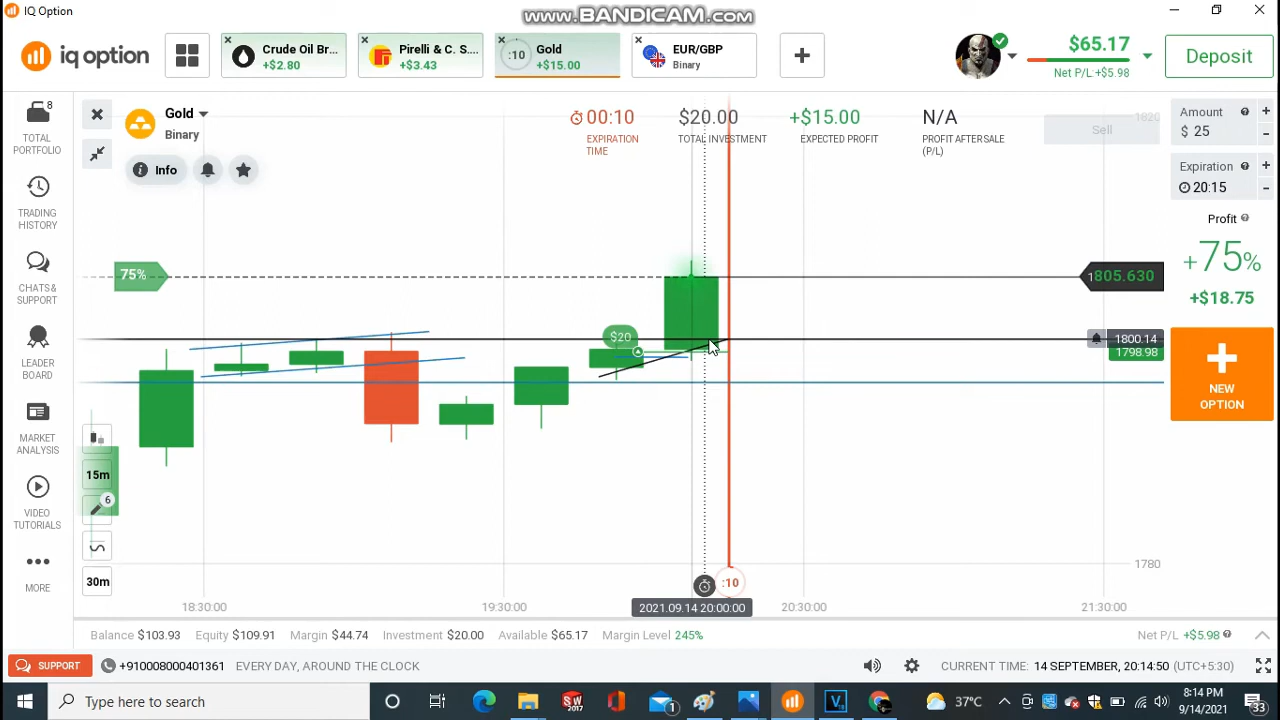 IQ Option
www.BANDICAM.com
iq option
Crude Oil Br...
+$2.80
Pirelli & C. S....
+$3.43
:10
Gold
+$15.00
EUR/GBP
Binary
$65.17
Net P/L +$5.98
Deposit
8
TOTAL
PORTFOLIO
TRADING
HISTORY
CHATS &
SUPPORT
LEADER
BOARD
MARKET
ANALYSIS
VIDEO
TUTORIALS
MORE
Gold
Binary
Info
00:10
EXPIRATION
TIME
$20.00
TOTAL INVESTMENT
+$15.00
EXPECTED PROFIT
N/A
PROFIT AFTER SALE
(P/L)
Sell
1820
75%
$20
1805.630
1800.14
1798.98
1780
15m
6
30m
:10
18:30:00
19:30:00
2021.09.14 20:00:00
20:30:00
21:30:00
Amount
$ 25
+
-
Expiration
20:15
+
-
Profit
+75%
+$18.75
NEW
OPTION
Balance $103.93
Equity $109.91
Margin $44.74
Investment $20.00
Available $65.17
Margin Level 245%
Net P/L +$5.98
SUPPORT
+910008000401361
EVERY DAY, AROUND THE CLOCK
CURRENT TIME: 14 SEPTEMBER, 20:14:50 (UTC+5:30)
Type here to search
SW
2017
1
37°C
8:14 PM
9/14/2021
33